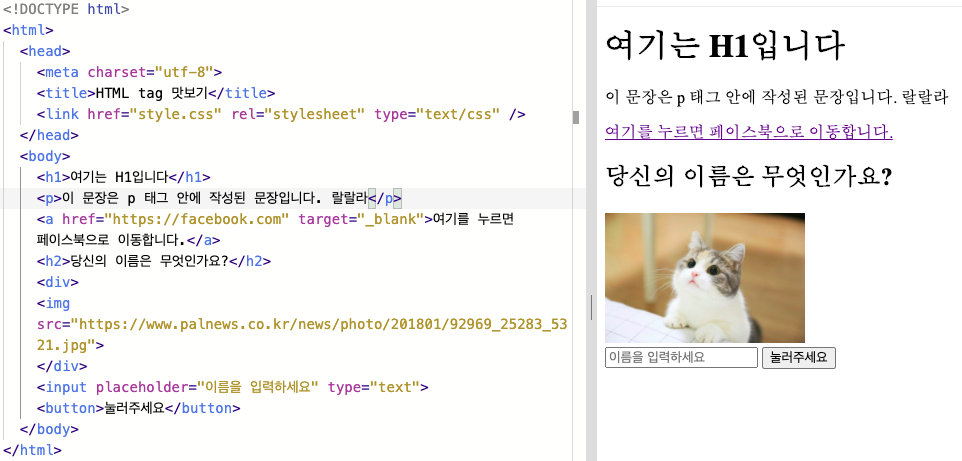 <!DOCTYPE html>
<html>
<head>
<meta charset="utf-8">
<title>HTML tag 맛보기</title>
<link href="style.css" rel="stylesheet" type="text/css" />
</head>
<body>
<h1>여기는 H1입니다</h1>
<p>이 문장은 p 태그 안에 작성된 문장입니다. 랄랄라</p>
<a href="https://facebook.com" target="_blank">여기를 누르면
페이스북으로 이동합니다.</a>
<h2>당신의 이름은 무엇인가요?</h2>
<div>
<img
src="https://www.palnews.co.kr/news/photo/201801/92969_25283_53
21.jpg">
</div>
<input placeholder="이름을 입력하세요" type="text">
<button>눌러주세요</button>
</body>
</html>
여기는 H1입니다
이 문장은 p 태그 안에 작성된 문장입니다. 랄랄라
여기를 누르면 페이스북으로 이동합니다.
당신의 이름은 무엇인가요?
이름을 입력하세요 눌러주세요